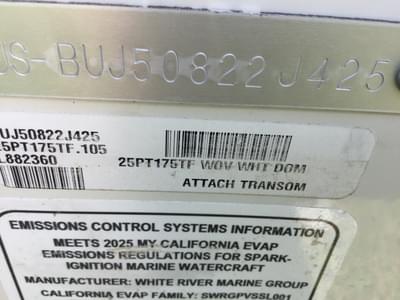 US-BUJ50822J425
UJ50822J425
25PT175TF.105
L882360
25PT175TF WOV WHT DOM
ATTACH TRANSOM
EMISSIONS CONTROL SYSTEMS INFORMATION
MEETS 2025 MY CALIFORNIA EVAP
EMISSIONS REGULATIONS FOR SPARK-
IGNITION MARINE WATERCRAFT
MANUFACTURER: WHITE RIVER MARINE GROUP
CALIFORNIA EVAP FAMILY: SWRGPVSSL001